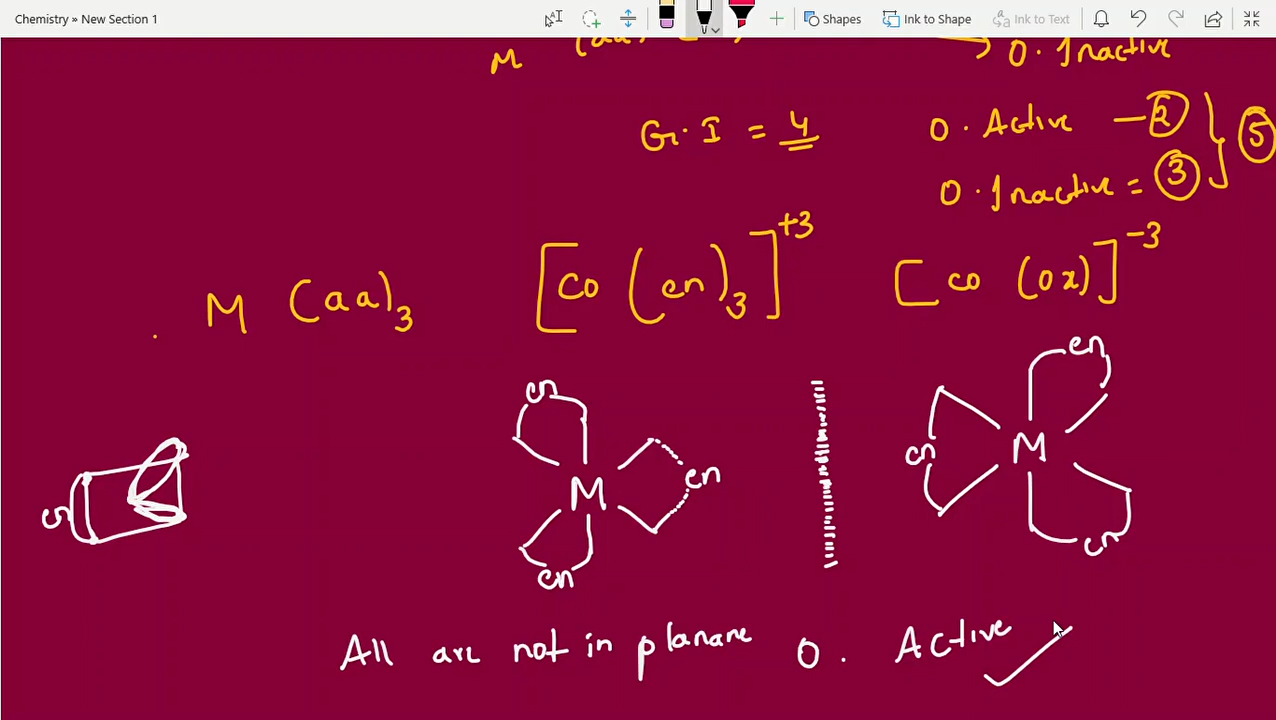 Chemistry » New Section 1
Shapes
Ink to Shape
Ink to Text
M (aa)
O. Inactive
G. I = 4
O. Active — 2
5
O. Inactive = 3
M (aa)3
[Co (en)3]+3
[Co (ox)]-3
en
en
en
M
en
en
M
en
en
All are not in planare O. Active ✓